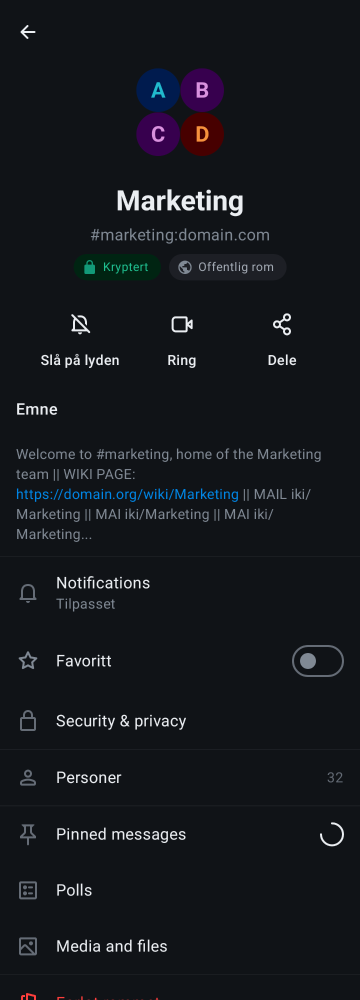 A B
C D
Marketing
#marketing:domain.com
Kryptert Offentlig rom
Slå på lyden Ring Dele
Emne
Welcome to #marketing, home of the Marketing
team || WIKI PAGE:
https://domain.org/wiki/Marketing || MAIL iki/
Marketing || MAI iki/Marketing || MAI iki/
Marketing...
Notifications
Tilpasset
Favoritt
Security & privacy
Personer 32
Pinned messages
Polls
Media and files